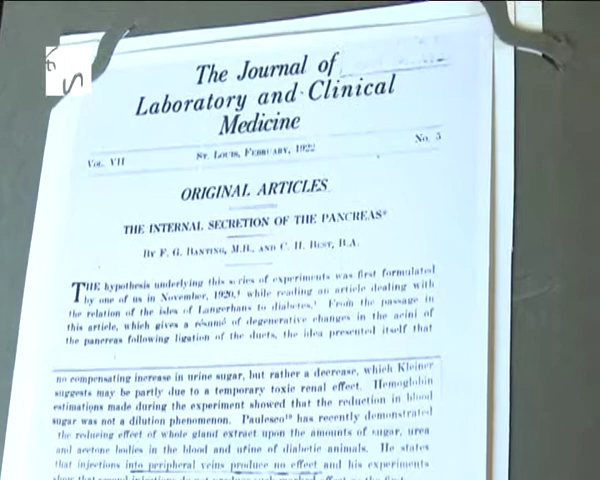 The Journal of
Laboratory and Clinical
Medicine
VOL. VII
ST. LOUIS, FEBRUARY, 1922
No. 5
ORIGINAL ARTICLES
THE INTERNAL SECRETION OF THE PANCREAS*
BY F. G. BANTING, M.B., AND C. H. BEST, B.A.
THE hypothesis underlying this series of experiments was first formulated
by one of us in November, 1920,¹ while reading an article dealing with
the relation of the isles of Langerhans to diabetes.¹ From the passage in
this article, which gives a résumé of degenerative changes in the acini of
the pancreas following ligation of the ducts, the idea presented itself that
no compensating increase in urine sugar, but rather a decrease, which Kleiner
suggests may be partly due to a temporary toxic renal effect. Hemoglobin
estimations made during the experiment showed that the reduction in blood
sugar was not a dilution phenomenon. Paulesco¹⁸ has recently demonstrated
the reducing effect of whole gland extract upon the amounts of sugar, urea
and acetone bodies in the blood and urine of diabetic animals. He states
that injections into peripheral veins produce no effect and his experiments